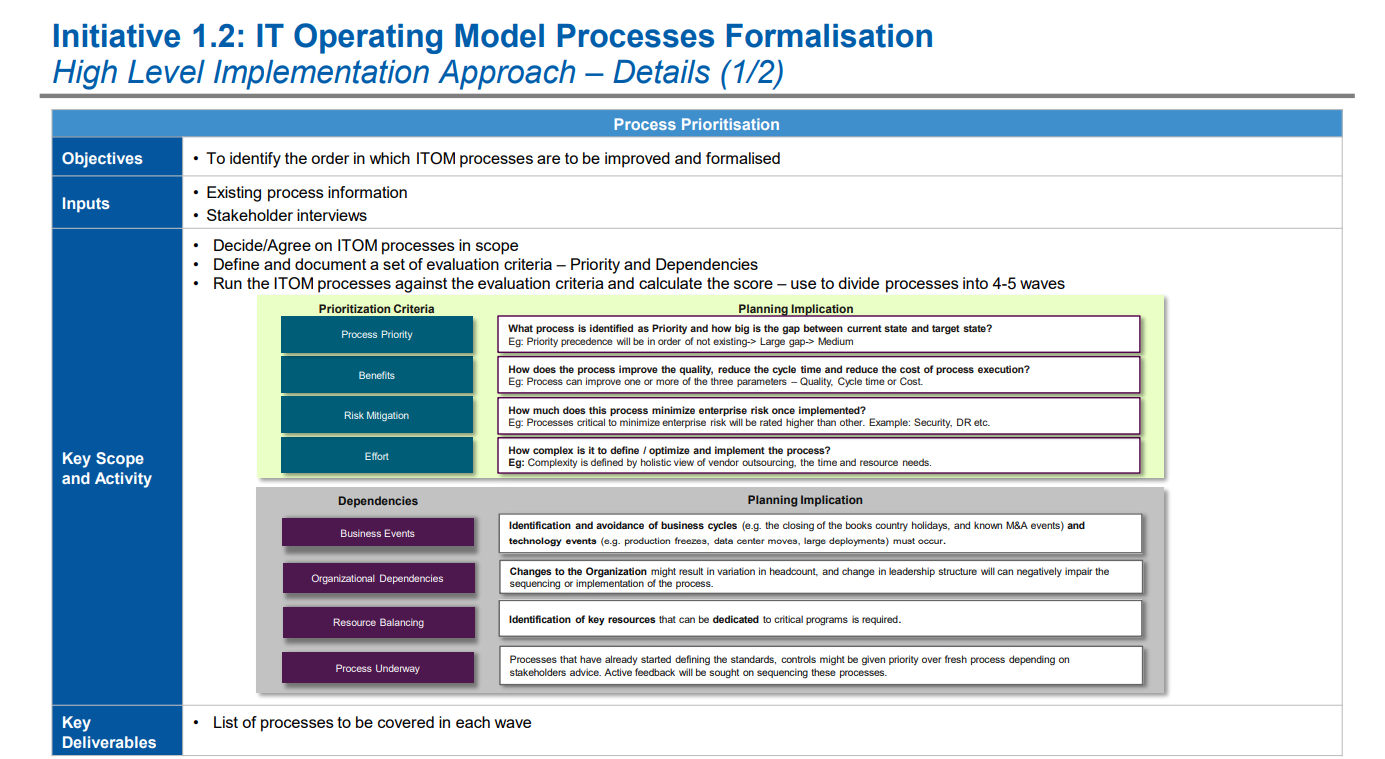 Initiative 1.2: IT Operating Model Processes Formalisation
High Level Implementation Approach – Details (1/2)
Process Prioritisation
Objectives
• To identify the order in which ITOM processes are to be improved and formalised
Inputs
• Existing process information
• Stakeholder interviews
Key Scope
and Activity
• Decide/Agree on ITOM processes in scope
• Define and document a set of evaluation criteria – Priority and Dependencies
• Run the ITOM processes against the evaluation criteria and calculate the score – use to divide processes into 4-5 waves
Prioritization Criteria
Planning Implication
Process Priority
What process is identified as Priority and how big is the gap between current state and target state?
Eg: Priority precedence will be in order of not existing-> Large gap-> Medium
Benefits
How does the process improve the quality, reduce the cycle time and reduce the cost of process execution?
Eg: Process can improve one or more of the three parameters – Quality, Cycle time or Cost.
Risk Mitigation
How much does this process minimize enterprise risk once implemented?
Eg: Processes critical to minimize enterprise risk will be rated higher than other. Example: Security, DR etc.
Effort
How complex is it to define / optimize and implement the process?
Eg: Complexity is defined by holistic view of vendor outsourcing, the time and resource needs.
Dependencies
Planning Implication
Business Events
Identification and avoidance of business cycles (e.g. the closing of the books country holidays, and known M&A events) and
technology events (e.g. production freezes, data center moves, large deployments) must occur.
Organizational Dependencies
Changes to the Organization might result in variation in headcount, and change in leadership structure will can negatively impair the
sequencing or implementation of the process.
Resource Balancing
Identification of key resources that can be dedicated to critical programs is required.
Process Underway
Processes that have already started defining the standards, controls might be given priority over fresh process depending on
stakeholders advice. Active feedback will be sought on sequencing these processes.
Key
Deliverables
• List of processes to be covered in each wave